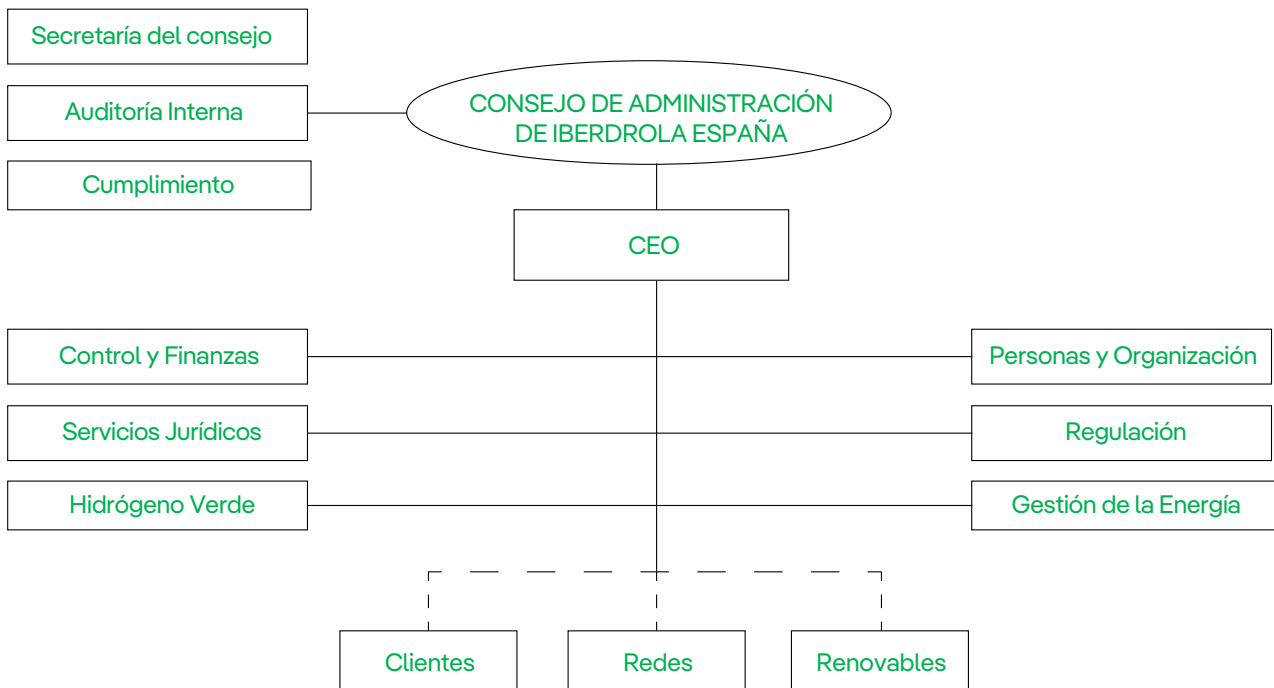 Secretaría del consejo
Auditoría Interna
CONSEJO DE ADMINISTRACIÓN
DE IBERDROLA ESPAÑA
Cumplimiento
CEO
Control y Finanzas
Personas y Organización
Servicios Jurídicos
Regulación
Hidrógeno Verde
Gestión de la Energía
Clientes
Redes
Renovables